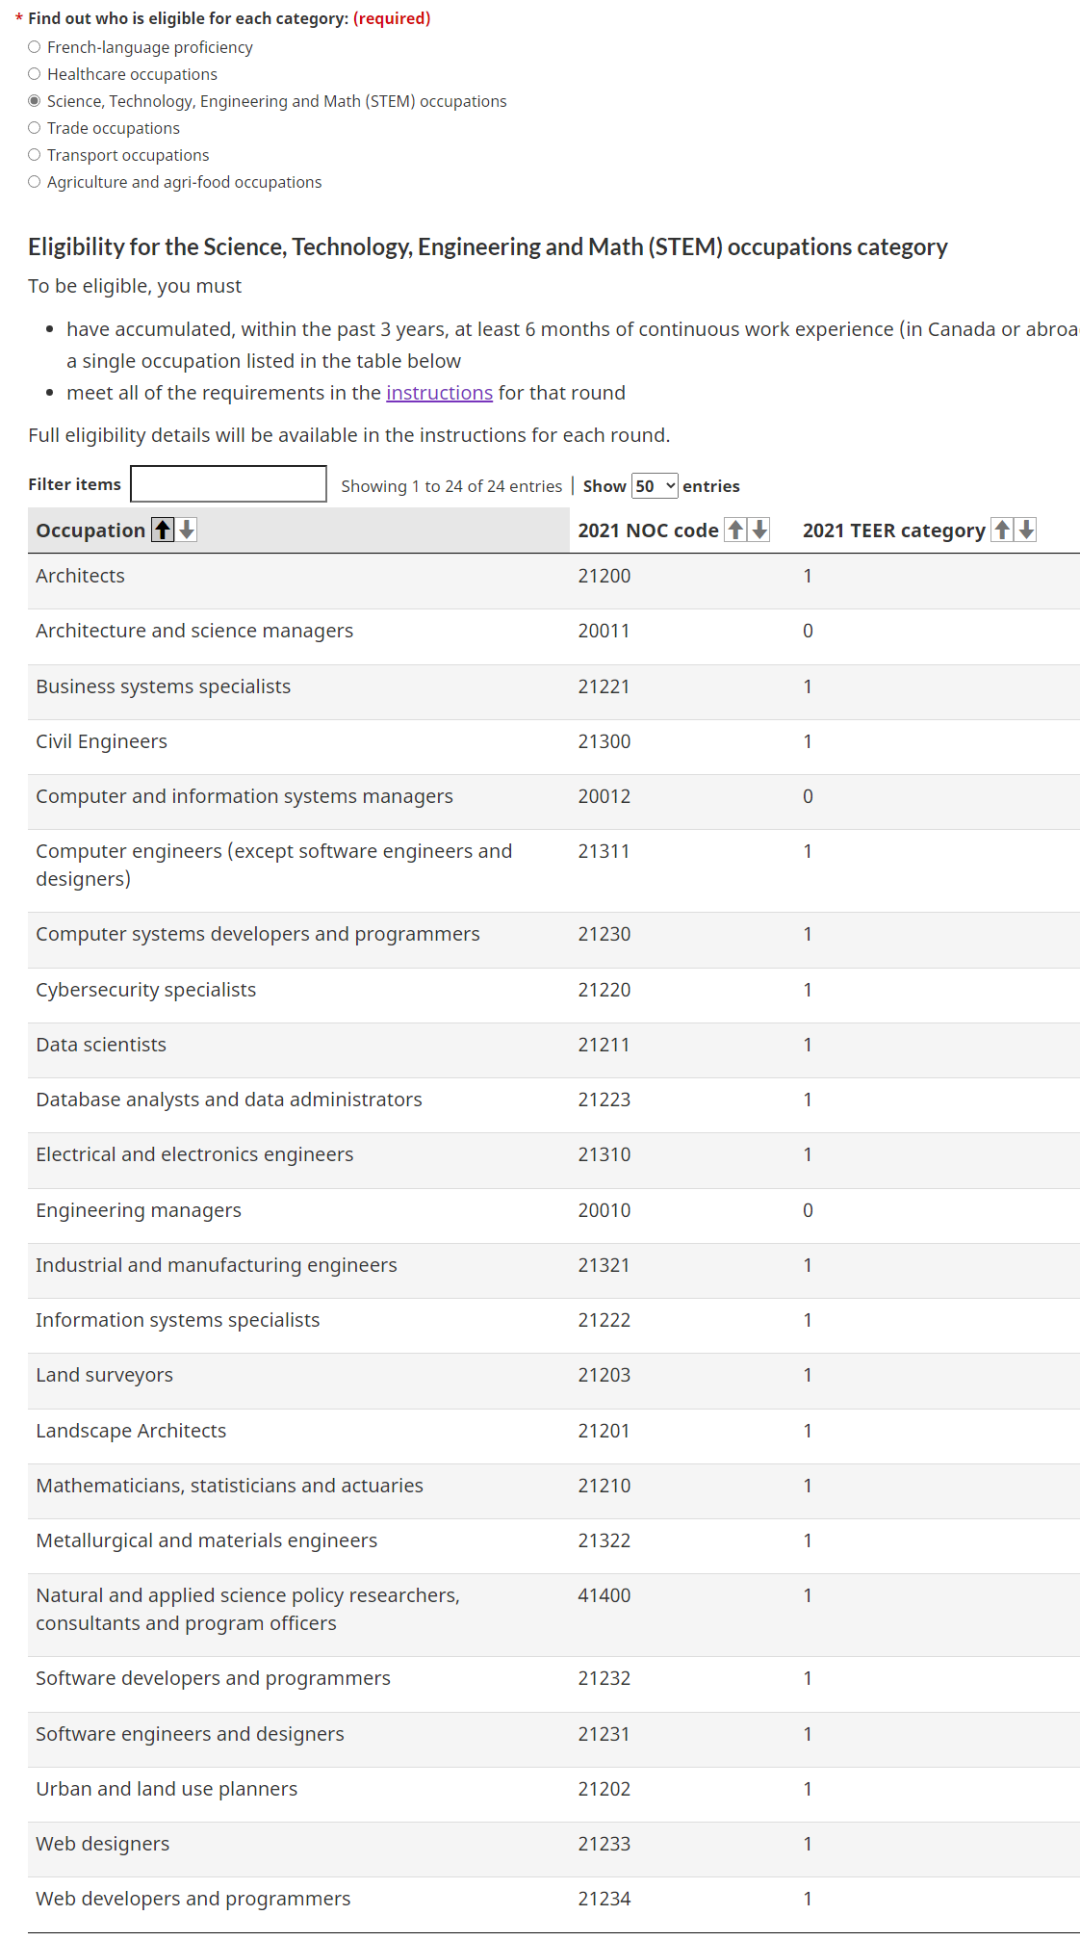 * Find out who is eligible for each category: (required)
French-language proficiency
Healthcare occupations
Science, Technology, Engineering and Math (STEM) occupations
Trade occupations
Transport occupations
Agriculture and agri-food occupations
Eligibility for the Science, Technology, Engineering and Math (STEM) occupations category
To be eligible, you must
• have accumulated, within the past 3 years, at least 6 months of continuous work experience (in Canada or abroa
a single occupation listed in the table below
• meet all of the requirements in the instructions for that round
Full eligibility details will be available in the instructions for each round.
Filter items Showing 1 to 24 of 24 entries | Show 50 entries
Occupation 2021 NOC code 2021 TEER category
Architects 21200 1
Architecture and science managers 20011 0
Business systems specialists 21221 1
Civil Engineers 21300 1
Computer and information systems managers 20012 0
Computer engineers (except software engineers and 21311 1
designers)
Computer systems developers and programmers 21230 1
Cybersecurity specialists 21220 1
Data scientists 21211 1
Database analysts and data administrators 21223 1
Electrical and electronics engineers 21310 1
Engineering managers 20010 0
Industrial and manufacturing engineers 21321 1
Information systems specialists 21222 1
Land surveyors 21203 1
Landscape Architects 21201 1
Mathematicians, statisticians and actuaries 21210 1
Metallurgical and materials engineers 21322 1
Natural and applied science policy researchers, 41400 1
consultants and program officers
Software developers and programmers 21232 1
Software engineers and designers 21231 1
Urban and land use planners 21202 1
Web designers 21233 1
Web developers and programmers 21234 1